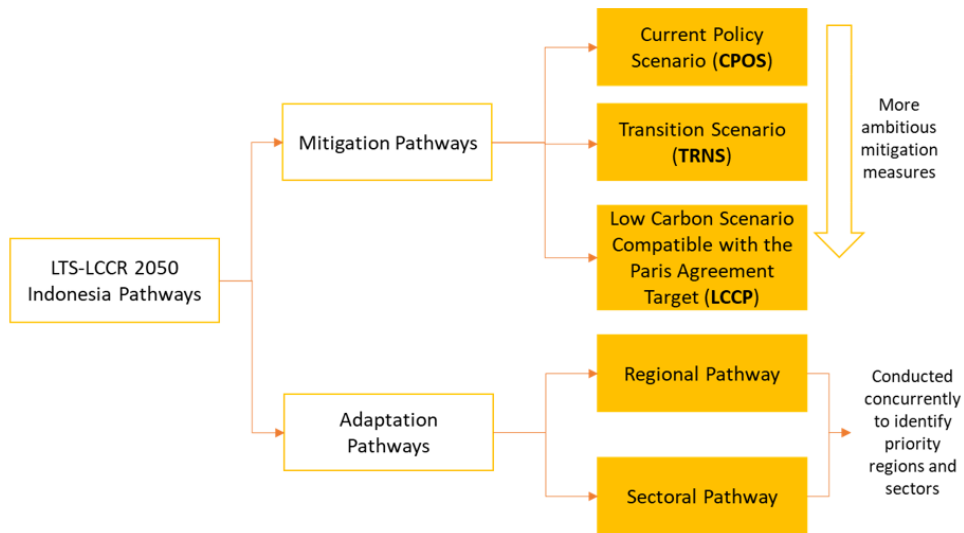 LTS-LCCR 2050
Indonesia Pathways
Mitigation Pathways
Current Policy
Scenario (CPOS)
Transition Scenario
(TRNS)
Low Carbon Scenario
Compatible with the
Paris Agreement
Target (LCCP)
More
ambitious
mitigation
measures
Adaptation
Pathways
Regional Pathway
Sectoral Pathway
Conducted
concurrently
to identify
priority
regions and
sectors